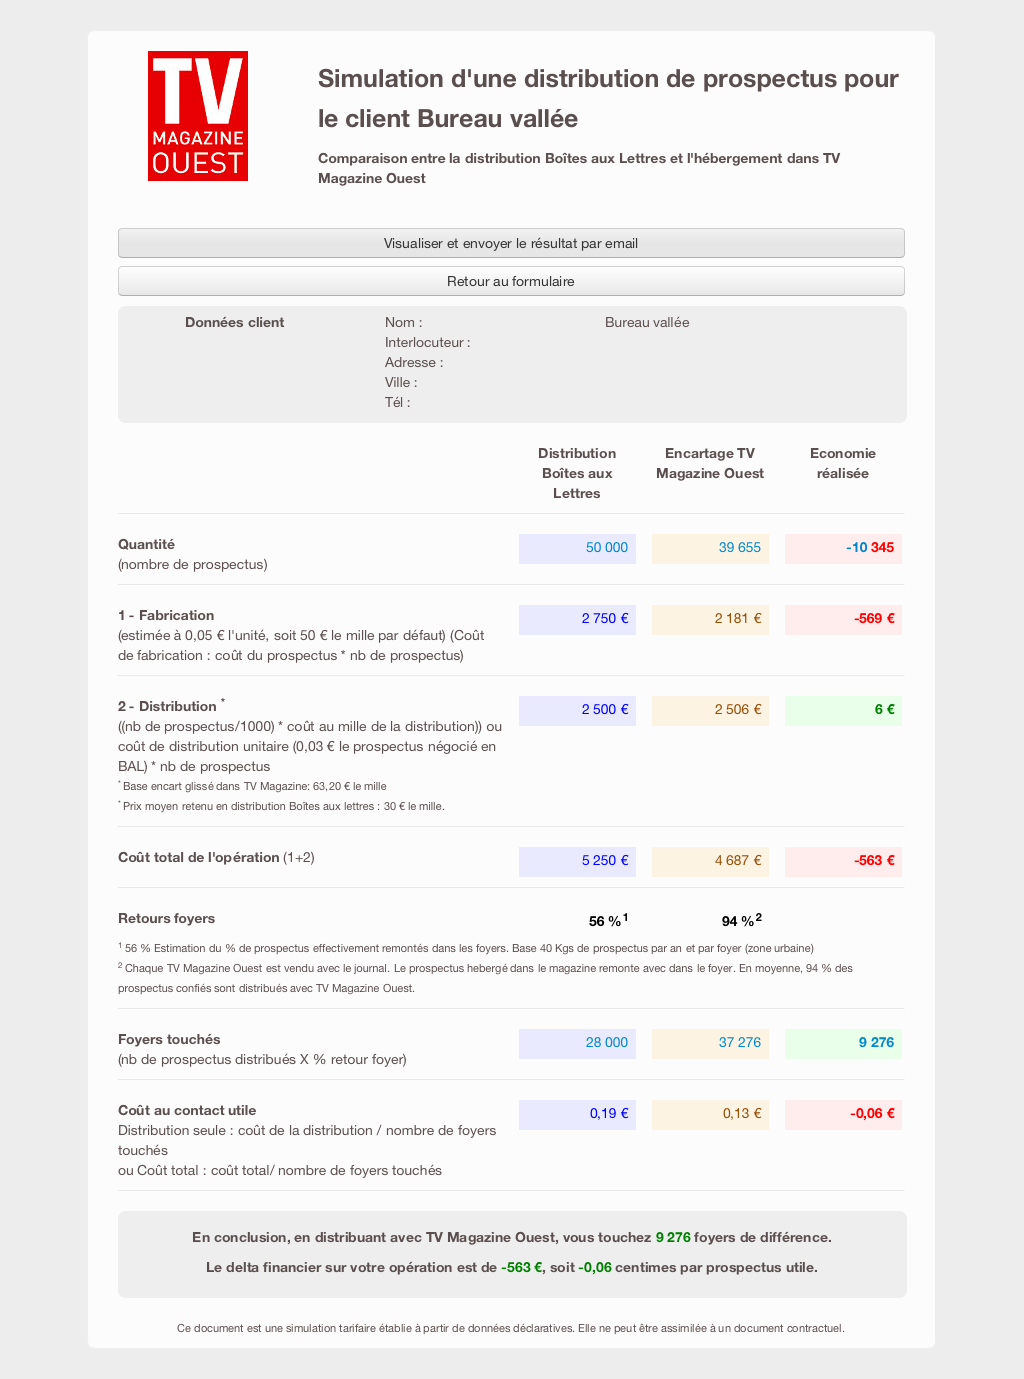 TV
MAGAZINE
OUEST
Simulation d'une distribution de prospectus pour
le client Bureau vallée
Comparaison entre la distribution Boîtes aux Lettres et l'hébergement dans TV
Magazine Ouest
Visualiser et envoyer le résultat par email
Retour au formulaire
Données client Nom : Bureau vallée
Interlocuteur :
Adresse :
Ville :
Tél :
Distribution Encartage TV Economie
Boîtes aux Magazine Ouest réalisée
Lettres
Quantité 50 000 39 655 -10 345
(nombre de prospectus)
1 - Fabrication 2 750 € 2 181 € -569 €
(estimée à 0,05 € l'unité, soit 50 € le mille par défaut) (Coût
de fabrication : coût du prospectus * nb de prospectus)
2 - Distribution * 2 500 € 2 506 € 6 €
((nb de prospectus/1000) * coût au mille de la distribution)) ou
coût de distribution unitaire (0,03 € le prospectus négocié en
BAL) * nb de prospectus
* Base encart glissé dans TV Magazine: 63,20 € le mille
* Prix moyen retenu en distribution Boîtes aux lettres : 30 € le mille.
Coût total de l'opération (1+2) 5 250 € 4 687 € -563 €
Retours foyers 56 %1 94 %2
1 56 % Estimation du % de prospectus effectivement remontés dans les foyers. Base 40 Kgs de prospectus par an et par foyer (zone urbaine)
2 Chaque TV Magazine Ouest est vendu avec le journal. Le prospectus hebergé dans le magazine remonte avec dans le foyer. En moyenne, 94 % des
prospectus confiés sont distribués avec TV Magazine Ouest.
Foyers touchés 28 000 37 276 9 276
(nb de prospectus distribués X % retour foyer)
Coût au contact utile 0,19 € 0,13 € -0,06 €
Distribution seule : coût de la distribution / nombre de foyers
touchés
ou Coût total : coût total/ nombre de foyers touchés
En conclusion, en distribuant avec TV Magazine Ouest, vous touchez 9 276 foyers de différence.
Le delta financier sur votre opération est de -563 €, soit -0,06 centimes par prospectus utile.
Ce document est une simulation tarifaire établie à partir de données déclaratives. Elle ne peut être assimilée à un document contractuel.